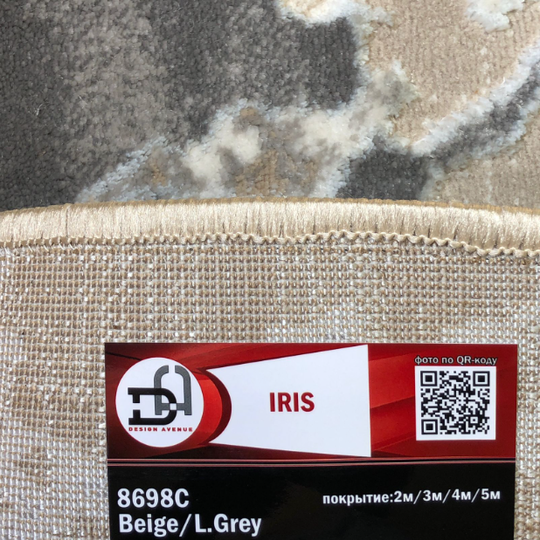 фото по QR-коду
DA
DESIGN AVENUE
IRIS
8698C
покрытие:2м/3м/4м/5м
Beige/L.Grey